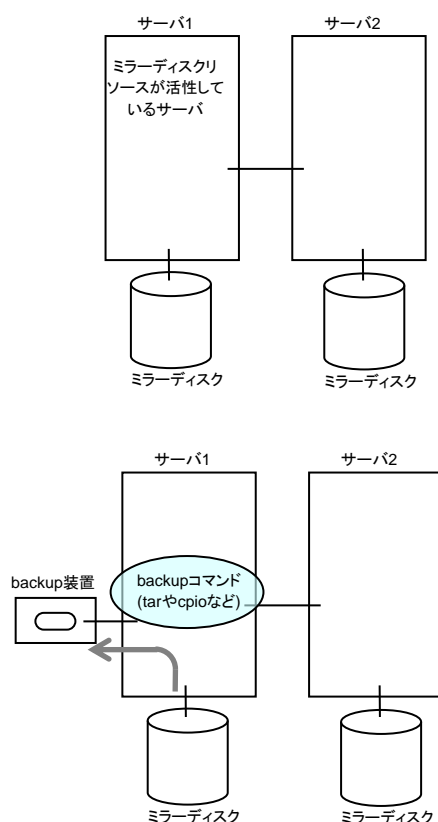 サーバ1
サーバ2
ミラーディスクリ
ソースが活性して
いるサーバ
ミラーディスク
ミラーディスク
サーバ1
サーバ2
backup装置
backupコマンド
(tarやcpioなど)
ミラーディスク
ミラーディスク